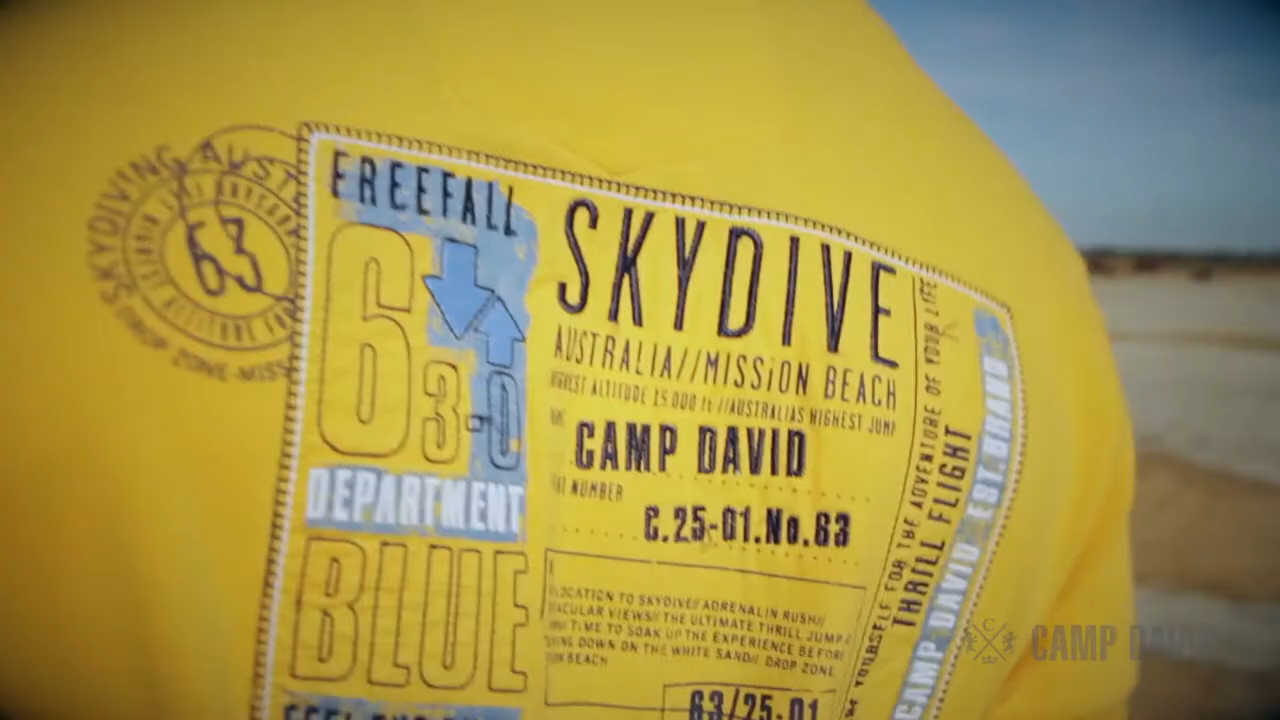 SKYDIVING AUST
63
DROP ZONE-MISS
FREEFALL
63-0
DEPARTMENT
BLUE
SKYDIVE
AUSTRALIA//MISSiON BEACH
ALTITUDE 15.000 ft //AUSTRALIAS HIGHEST JUMP
CAMP DAVID
NUMBER
C.25-01.No.63
LOCATION TO SKYDIVE// ADRENALIN RUSH//
VIEWS// THE ULTIMATE THRILL JUMP
TIME TO SOAK UP THE EXPERIENCE BEFORE
DOWN ON THE WHITE SAND// DROP ZONE
BEACH
63/25-01
YOURSELF FOR THE ADVENTURE OF YOUR LIFE
THRILL FLIGHT
CAMP DAVID EST.BRAND
CAMP DAVID